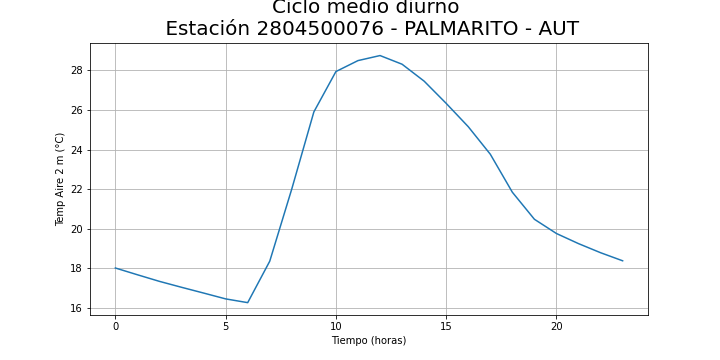 Ciclo medio diurno
Estación 2804500076 - PALMARITO - AUT
28
26
24
22
20
18
16
Temp Aire 2 m (°C)
0 5 10 15 20
Tiempo (horas)